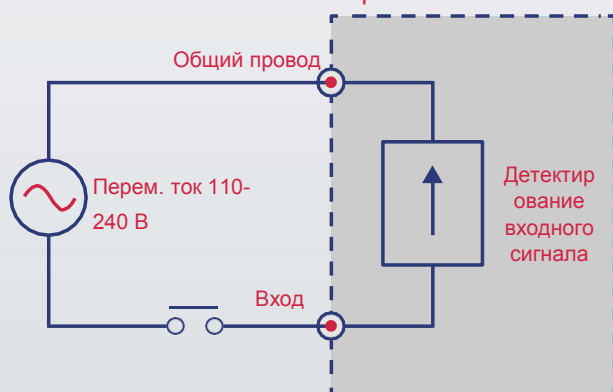 Общий провод
Перем. ток 110-
240 В
Детектир
ование
входного
сигнала
Вход